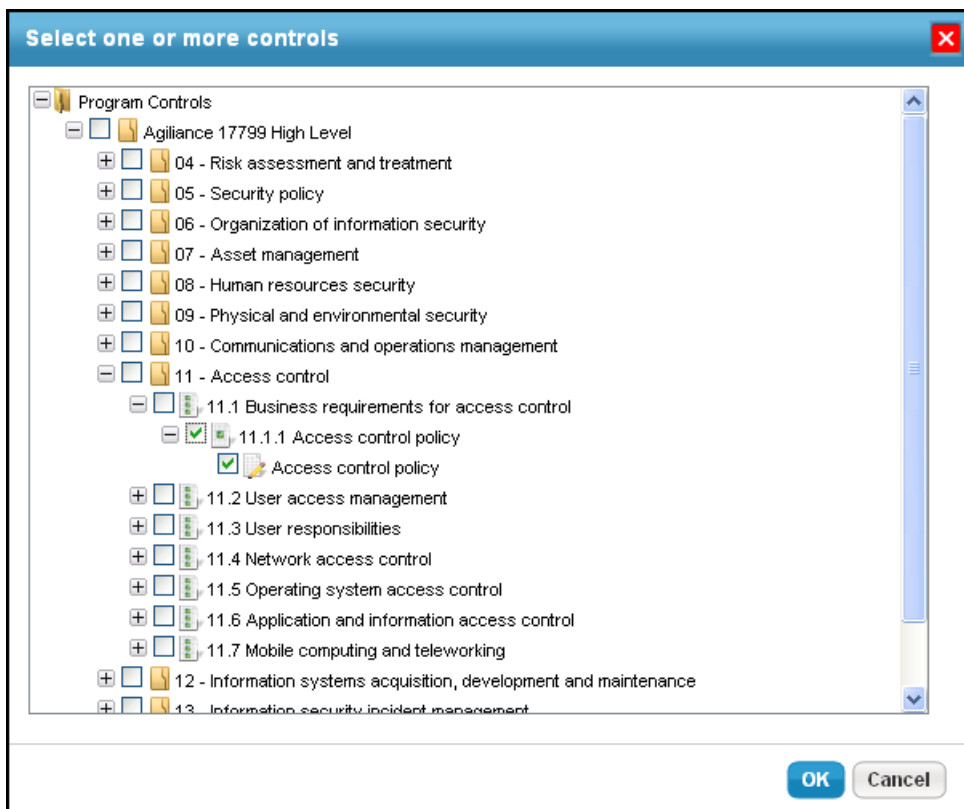 Select one or more controls
Program Controls
Agiliance 17799 High Level
04 - Risk assessment and treatment
05 - Security policy
06 - Organization of information security
07 - Asset management
08 - Human resources security
09 - Physical and environmental security
10 - Communications and operations management
11 - Access control
11.1 Business requirements for access control
11.1.1 Access control policy
Access control policy
11.2 User access management
11.3 User responsibilities
11.4 Network access control
11.5 Operating system access control
11.6 Application and information access control
11.7 Mobile computing and teleworking
12 - Information systems acquisition, development and maintenance
13 - Information security incident management
OK Cancel